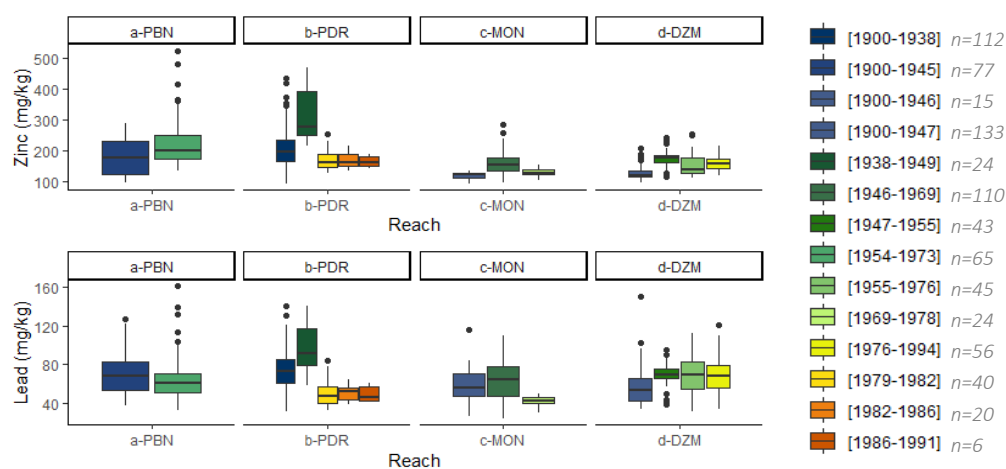 a-PBN b-PDR c-MON d-DZM
Zinc (mg/kg)
500
400
300
200
100
a-PBN b-PDR c-MON d-DZM
Reach
a-PBN b-PDR c-MON d-DZM
Lead (mg/kg)
160
120
80
40
a-PBN b-PDR c-MON d-DZM
Reach
[1900-1938] n=112
[1900-1945] n=77
[1900-1946] n=15
[1900-1947] n=133
[1938-1949] n=24
[1946-1969] n=110
[1947-1955] n=43
[1954-1973] n=65
[1955-1976] n=45
[1969-1978] n=24
[1976-1994] n=56
[1979-1982] n=40
[1982-1986] n=20
[1986-1991] n=6